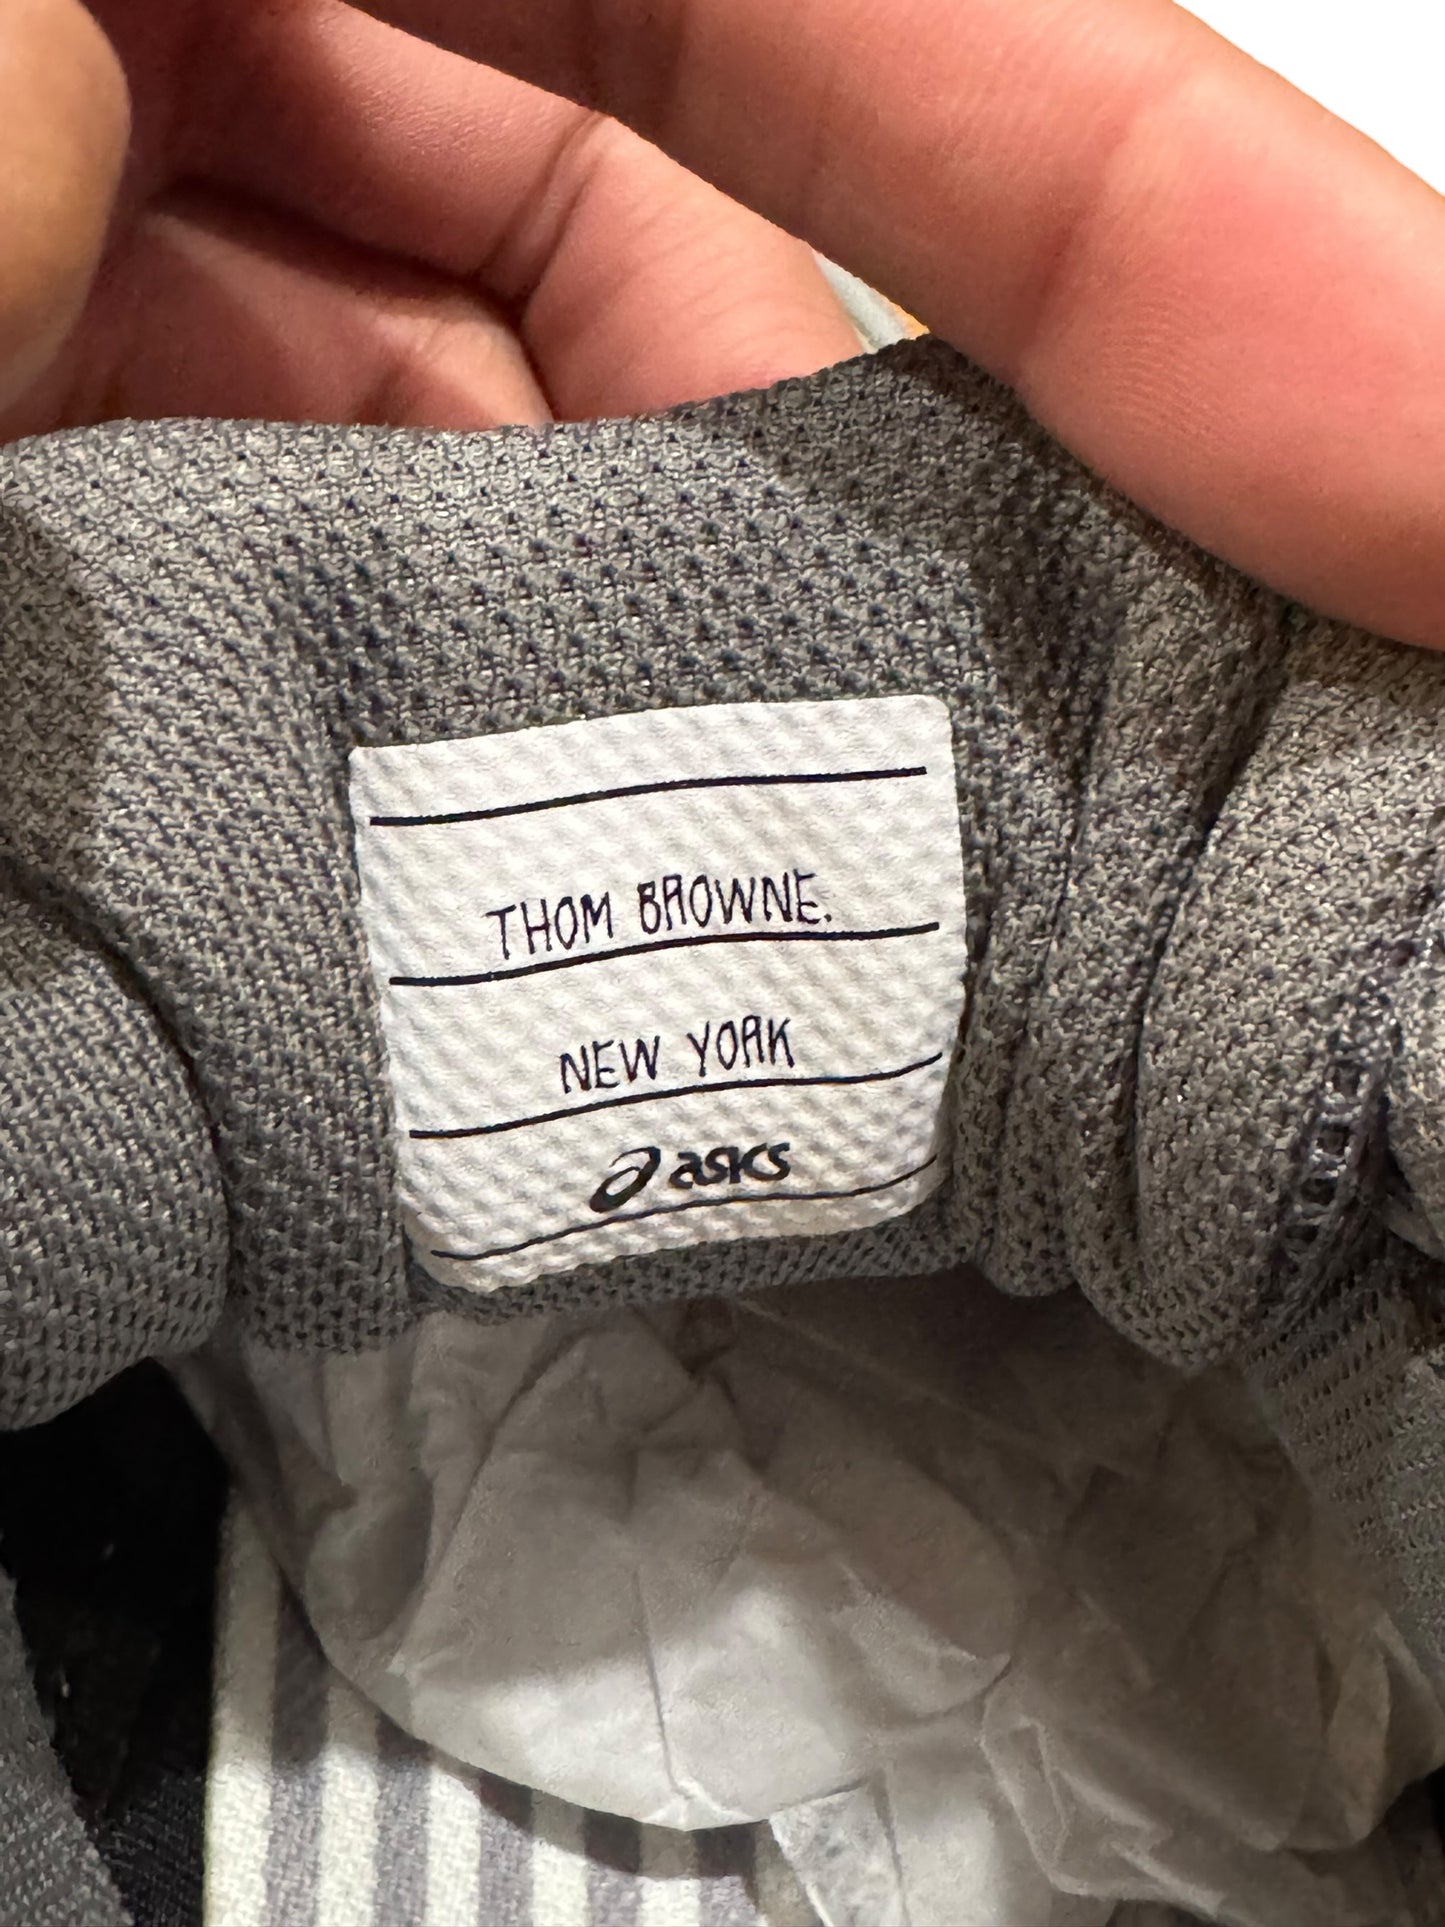 THOM BROWNE.
NEW YORK
asics